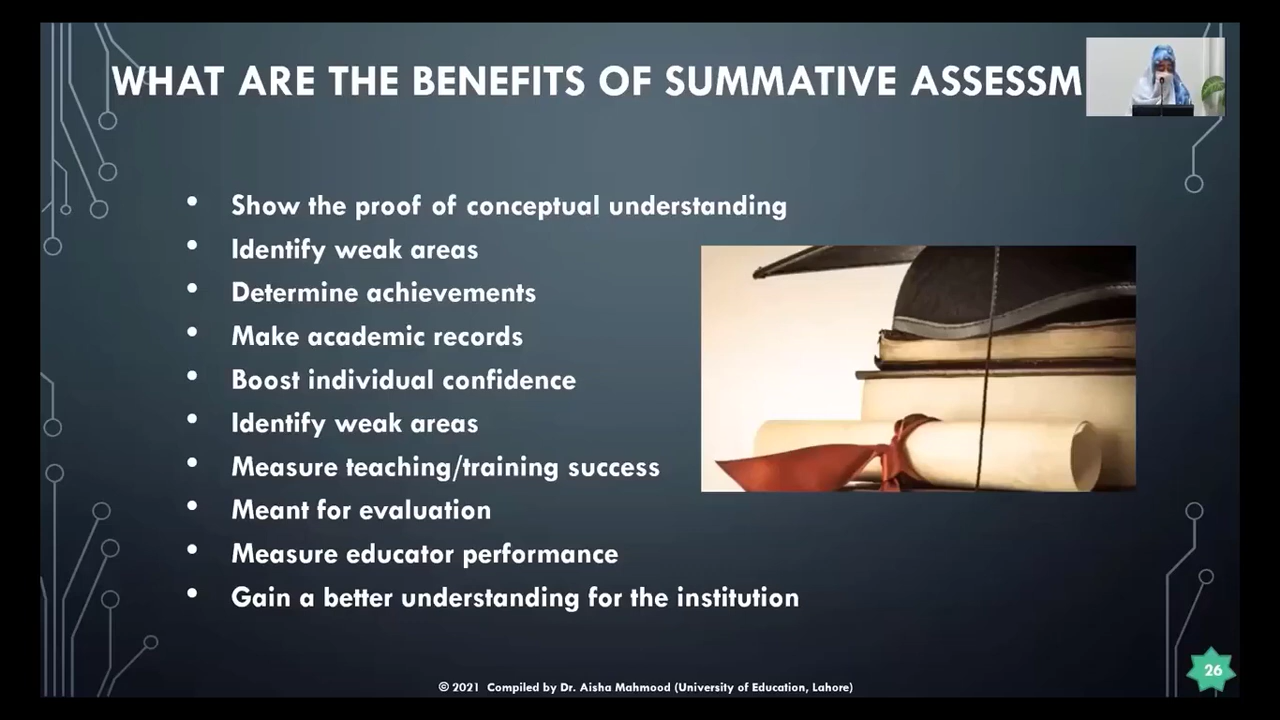 WHAT ARE THE BENEFITS OF SUMMATIVE ASSESSM
• Show the proof of conceptual understanding
• Identify weak areas
• Determine achievements
• Make academic records
• Boost individual confidence
• Identify weak areas
• Measure teaching/training success
• Meant for evaluation
• Measure educator performance
• Gain a better understanding for the institution
26
© 2021 Compiled by Dr. Aisha Mahmood (University of Education, Lahore)